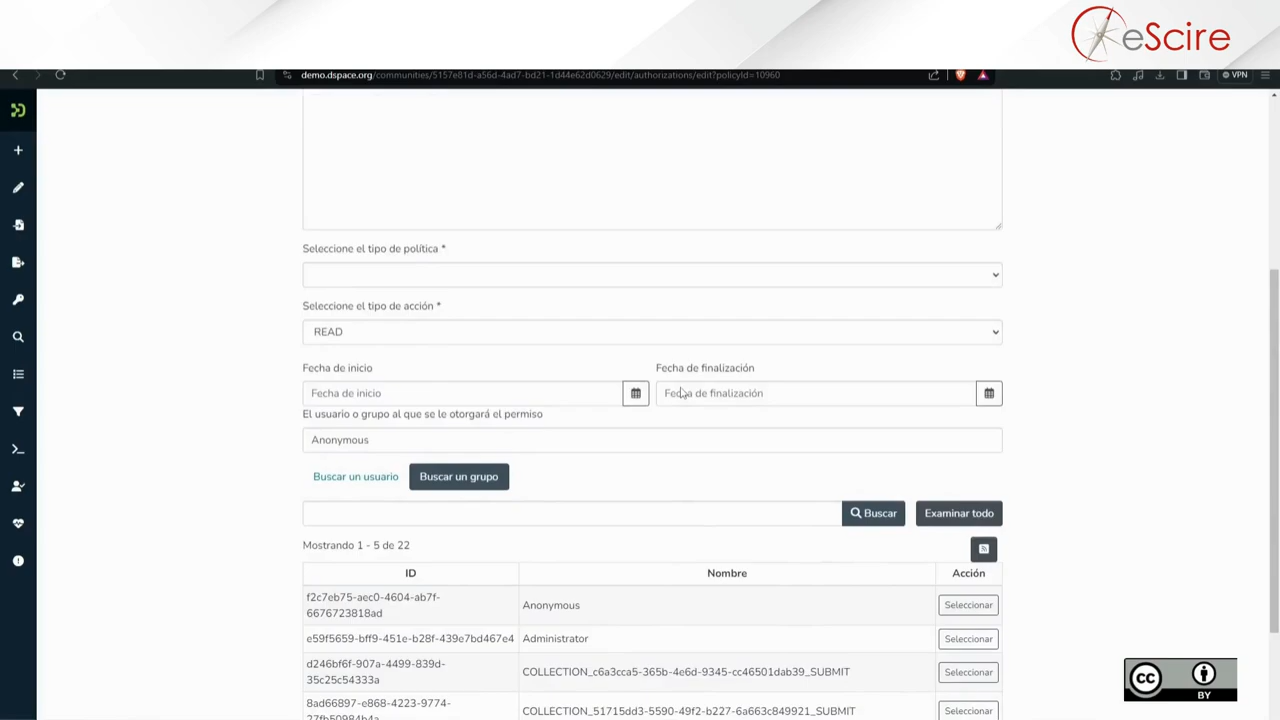 eScire
demo.dspace.org/communities/5157e81d-a56d-4ad7-bd21-1d44e62d0629/edit/authorizations/edit?policyId=10960
VPN
Seleccione el tipo de política *
Seleccione el tipo de acción *
READ
Fecha de inicio
Fecha de finalización
Fecha de inicio
Fecha de finalización
El usuario o grupo al que se le otorgará el permiso
Anonymous
Buscar un usuario
Buscar un grupo
Buscar
Examinar todo
Mostrando 1 - 5 de 22
ID
Nombre
Acción
f2c7eb75-aec0-4604-ab7f-
6676723818ad
Anonymous
Seleccionar
e59f5659-bff9-451e-b28f-439e7bd467e4
Administrator
Seleccionar
d246bf6f-907a-4499-839d-
35c25c54333a
COLLECTION_c6a3cca5-365b-4e6d-9345-cc46501dab39_SUBMIT
Seleccionar
8ad66897-e868-4223-9774-
27fb50984b4a
COLLECTION_51715dd3-5590-49f2-b227-6a663c849921_SUBMIT
Seleccionar
cc
BY